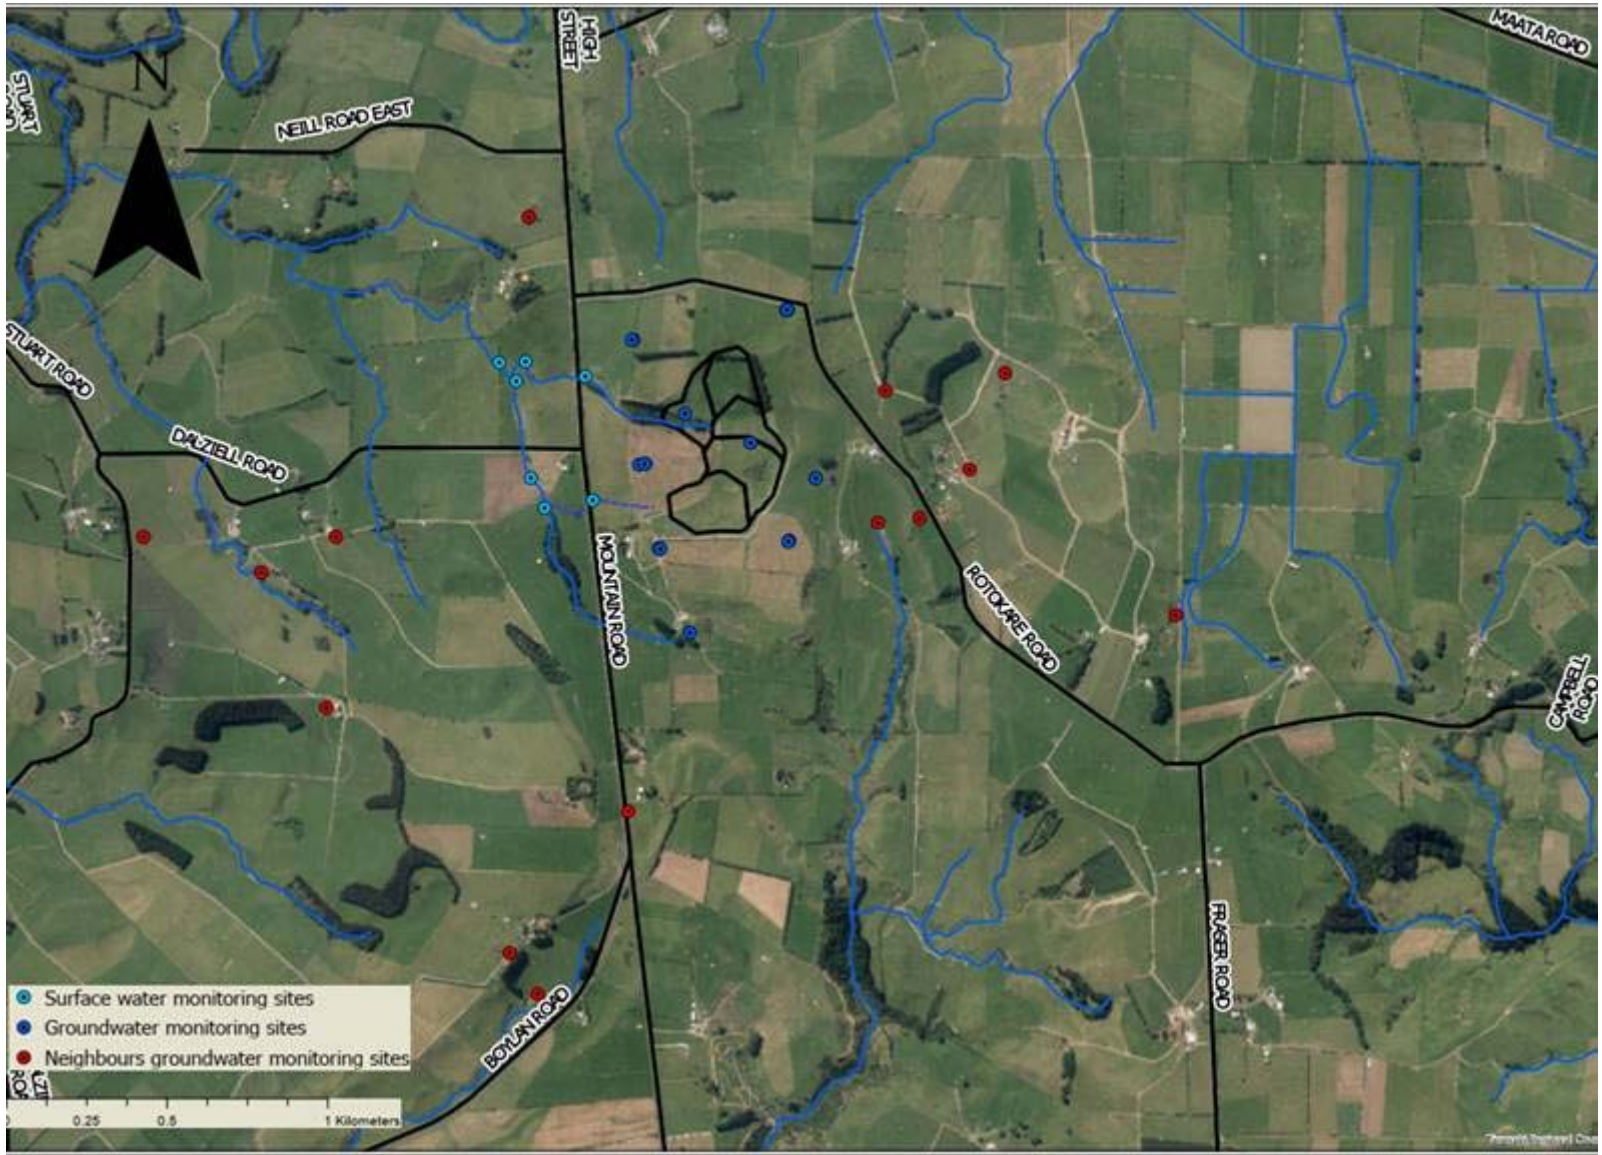 MAATA ROAD
HIGH
STREET
N
STUART
NEILL ROAD EAST
STUART ROAD
DALZIELL ROAD
MOUNTAIN ROAD
ROTOKARE ROAD
CAMPBELL
ROAD
FRASER ROAD
BOYLAN ROAD
Surface water monitoring sites
Groundwater monitoring sites
Neighbours groundwater monitoring sites
0.25 0.5 1 Kilometers